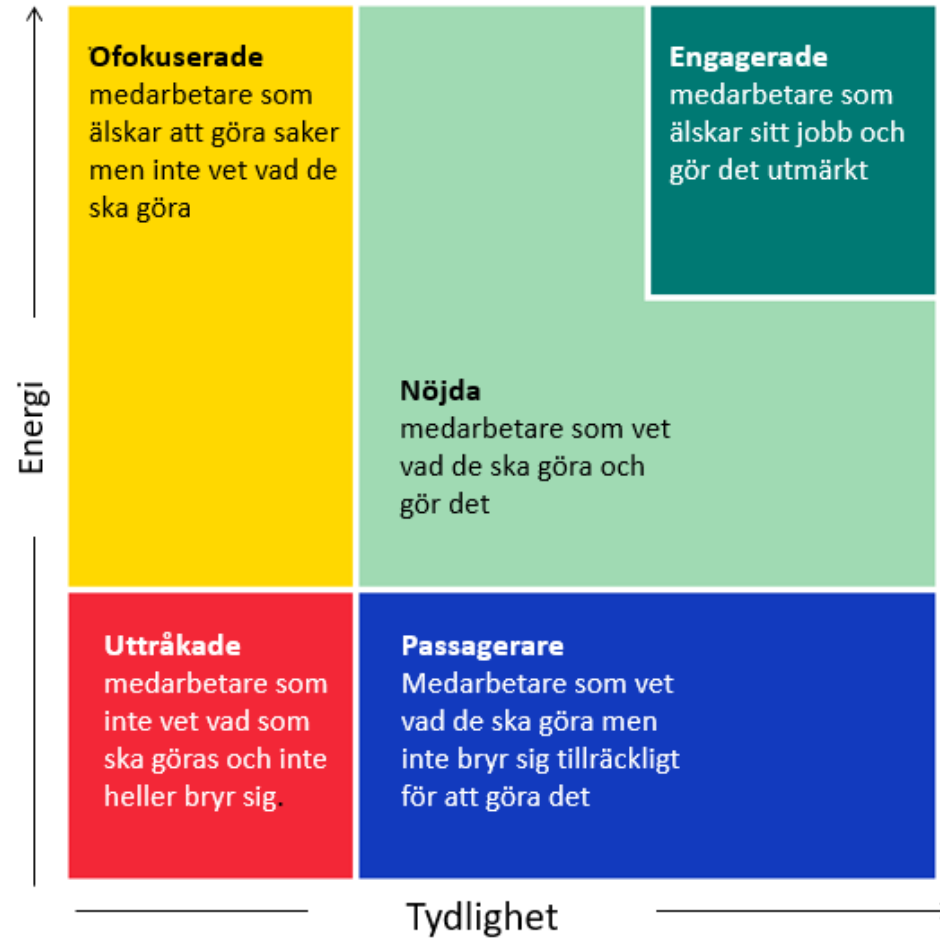 Ofokuserade
medarbetare som
älskar att göra saker
men inte vet vad de
ska göra
Engagerade
medarbetare som
älskar sitt jobb och
gör det utmärkt
Energi
Nöjda
medarbetare som vet
vad de ska göra och
gör det
Uttråkade
medarbetare som
inte vet vad som
ska göras och inte
heller bryr sig.
Passagerare
Medarbetare som vet
vad de ska göra men
inte bryr sig tillräckligt
för att göra det
Tydlighet